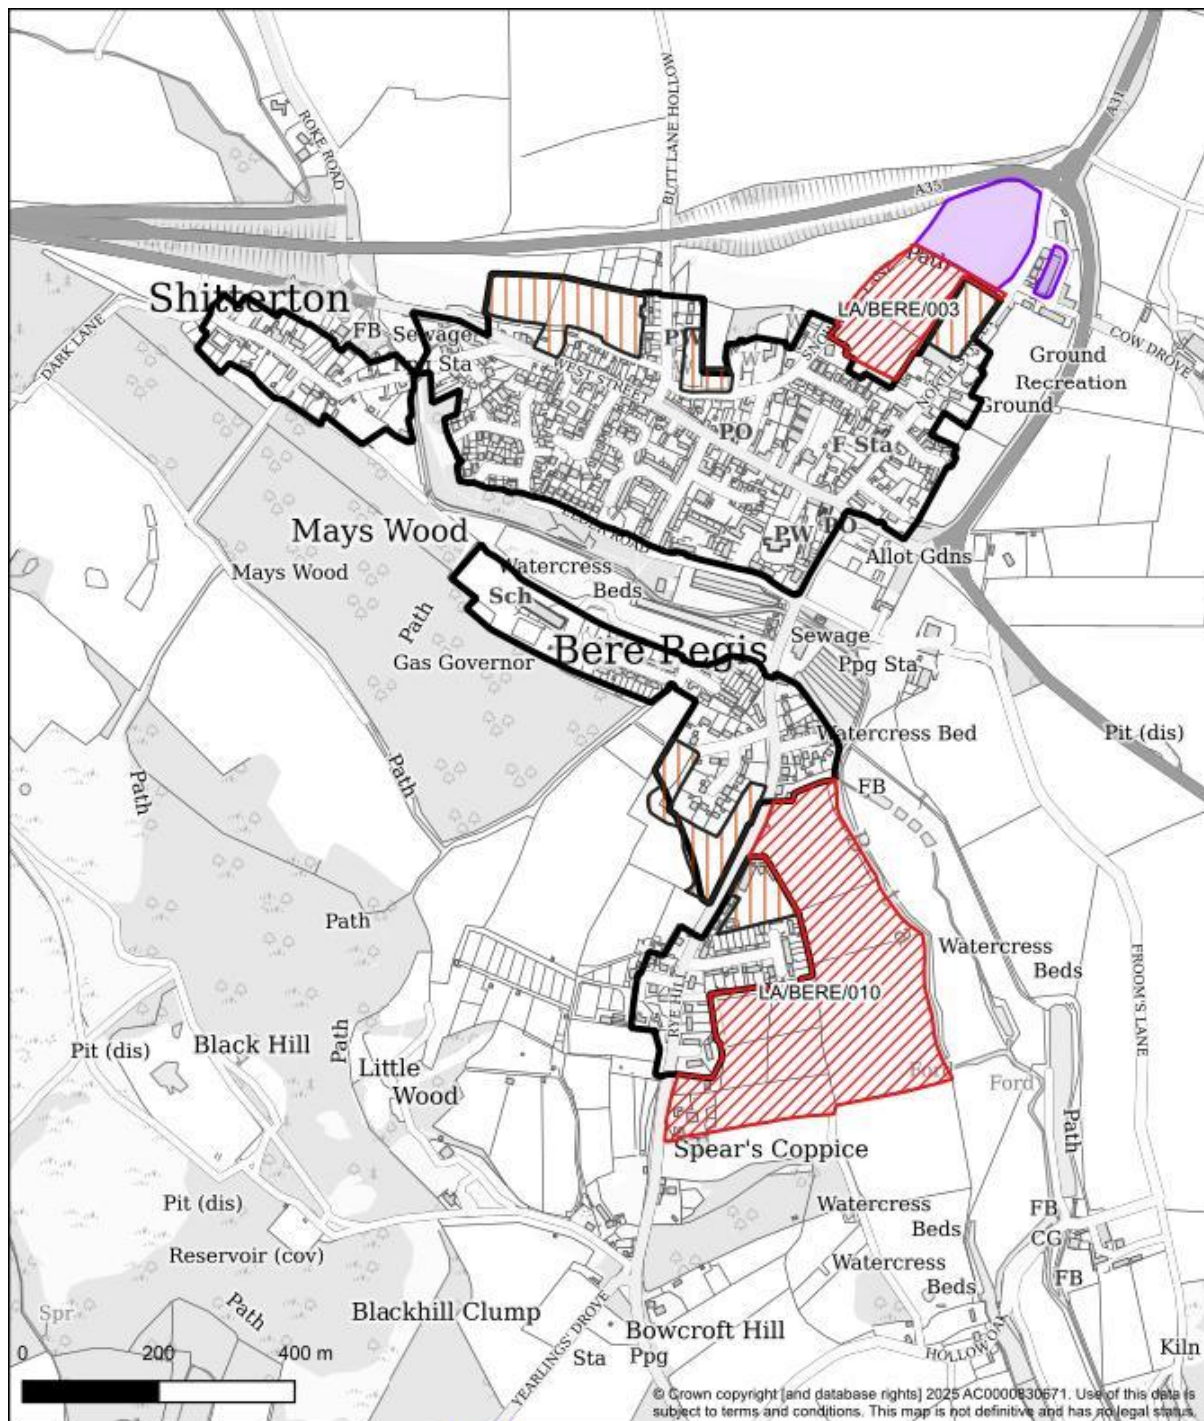 A31
ROKE ROAD
BUTT LANE HOLLOW
A35
Path
Shitterton
LA/BERE/003
FB
Sewage
Sta
DARK LANE
WEST STREET
COW DROVE
Ground
Recreation
Ground
PO
F Sta
Mays Wood
PW
PO
Allot Gdns
Watercress
Beds
Mays Wood
Sch
Path
Bere Regis
Sewage
Ppg Sta
Gas Governor
Watercress Bed
Pit (dis)
Path
Path
FB
Path
Watercress
Beds
FROOM'S LANE
LA/BERE/010
RYE HILL
Black Hill
Pit (dis)
Path
Little
Wood
Ford
Path
Spear's Coppice
Pit (dis)
Watercress
Beds
FB
CG
Reservoir (cov)
Watercress
Beds
FB
Spr
Path
Blackhill Clump
Bowcroft Hill
YEARLINGS' DROVE
Sta
Ppg
Kiln
0 200 400 m
© Crown copyright [and database rights] 2025 AC0000830671. Use of this data is
subject to terms and conditions. This map is not definitive and has no legal status.